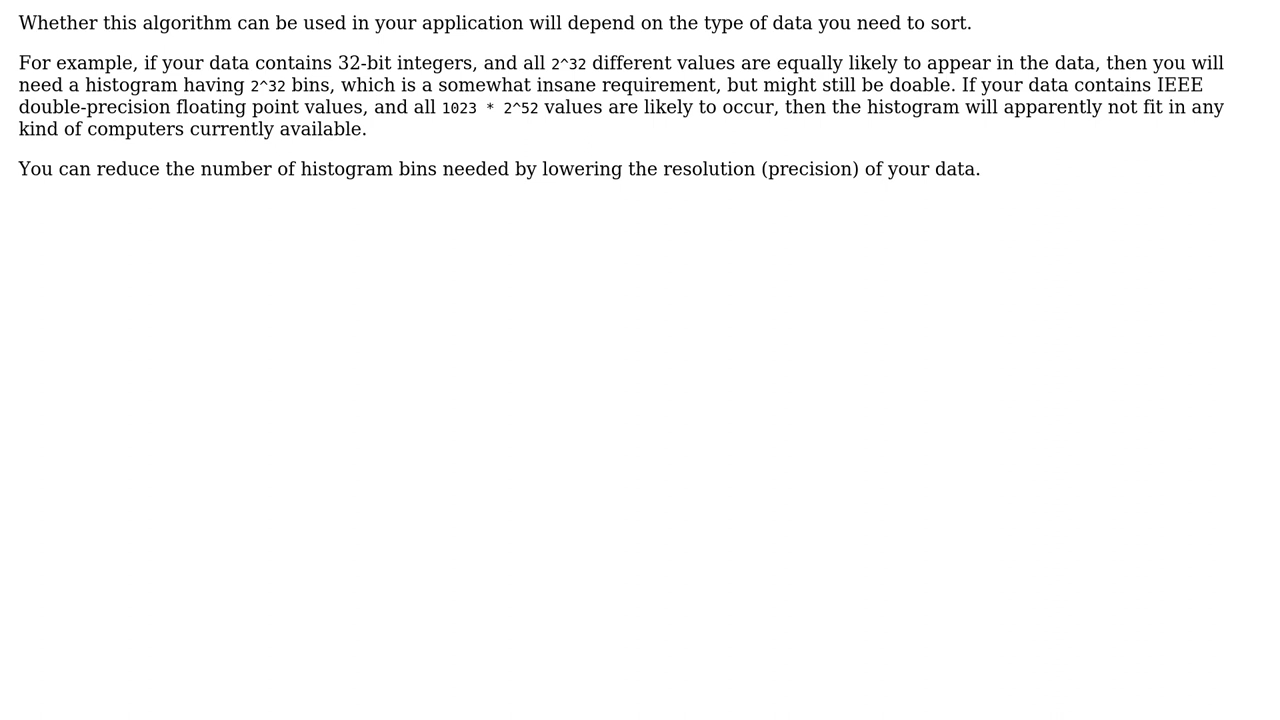 Whether this algorithm can be used in your application will depend on the type of data you need to sort.
For example, if your data contains 32-bit integers, and all 2^32 different values are equally likely to appear in the data, then you will
need a histogram having 2^32 bins, which is a somewhat insane requirement, but might still be doable. If your data contains IEEE
double-precision floating point values, and all 1023 * 2^52 values are likely to occur, then the histogram will apparently not fit in any
kind of computers currently available.
You can reduce the number of histogram bins needed by lowering the resolution (precision) of your data.